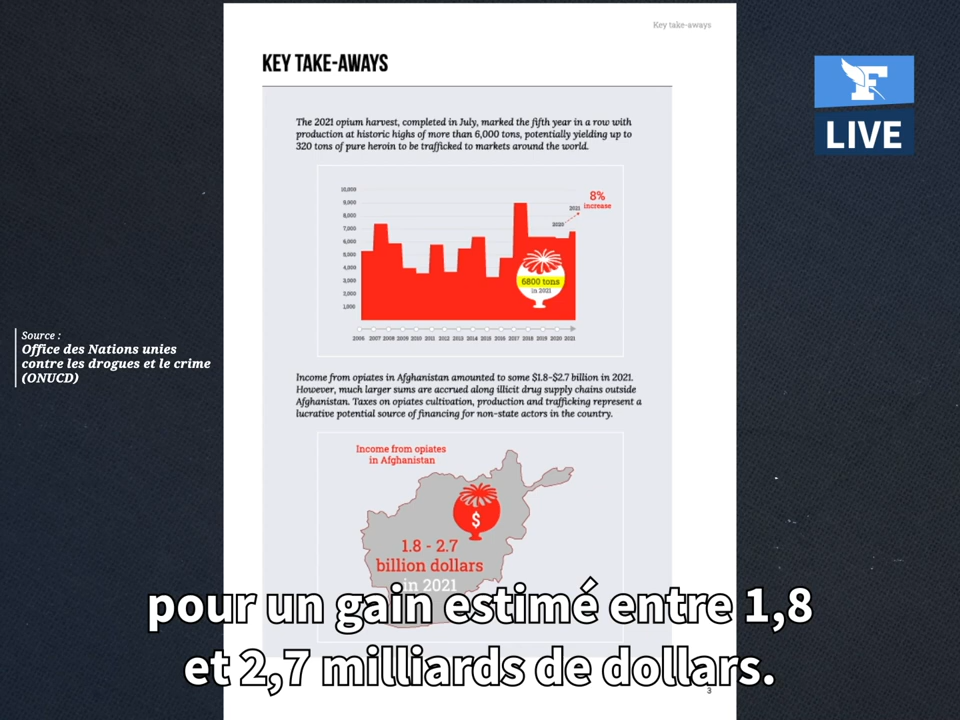 Key take-aways
KEY TAKE-AWAYS
F
LIVE
The 2021 opium harvest, completed in July, marked the fifth year in a row with
production at historic highs of more than 6,000 tons, potentially yielding up to
320 tons of pure heroin to be trafficked to markets around the world.
10,000
9,000
8,000
7,000
6,000
5,000
4,000
3,000
2,000
1,000
8%
increase
2021
2020
6800 tons
in 2021
2006 2007 2008 2009 2010 2011 2012 2013 2014 2015 2016 2017 2018 2019 2020 2021
Source :
Office des Nations unies
contre les drogues et le crime
(ONUCD)
Income from opiates in Afghanistan amounted to some $1.8-$2.7 billion in 2021.
However, much larger sums are accrued along illicit drug supply chains outside
Afghanistan. Taxes on opiates cultivation, production and trafficking represent a
lucrative potential source of financing for non-state actors in the country.
Income from opiates
in Afghanistan
$
1.8 - 2.7
billion dollars
in 2021
pour un gain estimé entre 1,8
et 2,7 milliards de dollars.
3